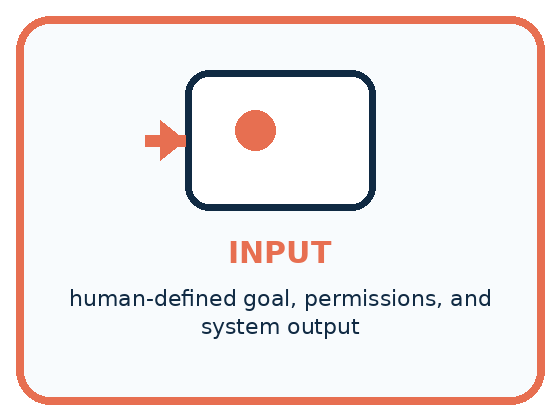 INPUT
human-defined goal, permissions, and
system output